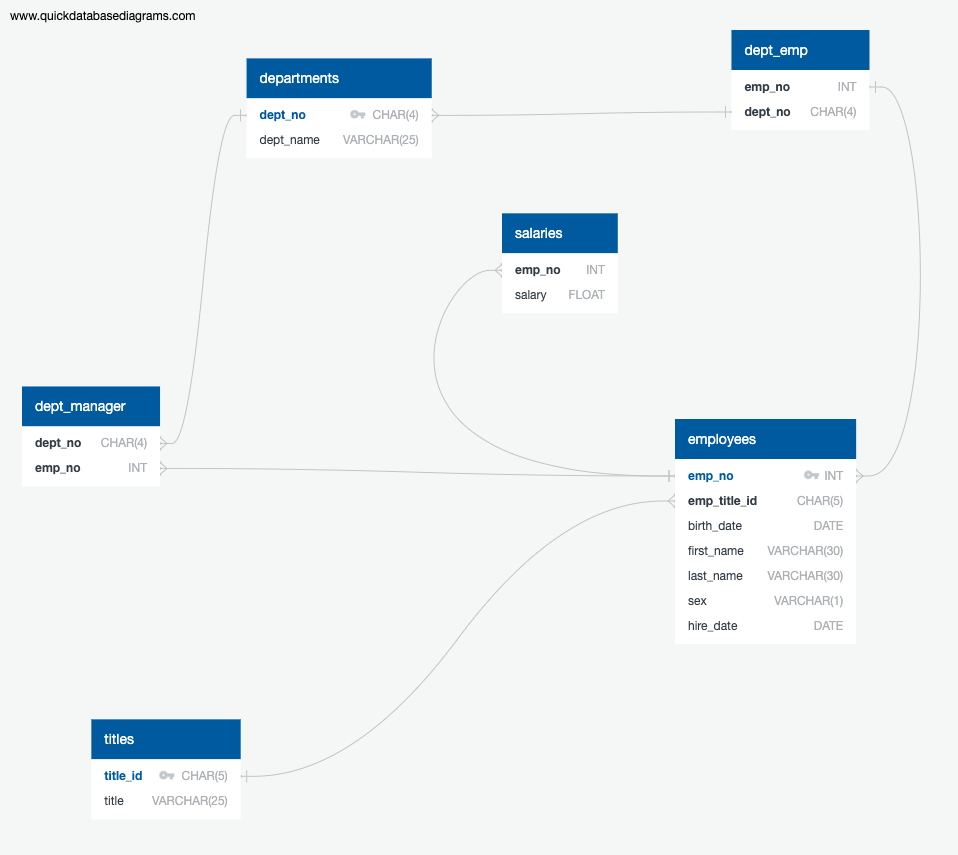 www.quickdatabasediagrams.com
departments
dept_no CHAR(4)
dept_name VARCHAR(25)
dept_emp
emp_no INT
dept_no CHAR(4)
salaries
emp_no INT
salary FLOAT
dept_manager
dept_no CHAR(4)
emp_no INT
employees
emp_no INT
emp_title_id CHAR(5)
birth_date DATE
first_name VARCHAR(30)
last_name VARCHAR(30)
sex VARCHAR(1)
hire_date DATE
titles
title_id CHAR(5)
title VARCHAR(25)